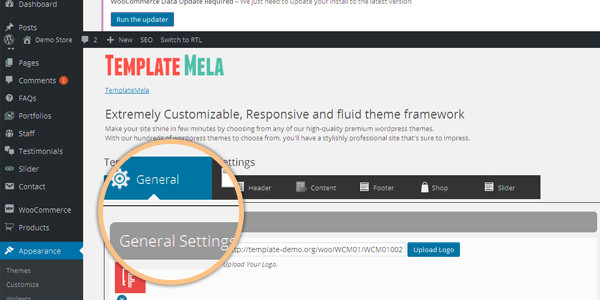 Dashboard
WooCommerce Data Update Required – We just need to update your install to the latest version
Posts
Run the updater
Demo Store 2 + New SEO Switch to RTL
Pages
Comments 2
FAQs
Portfolios
Staff
Testimonials
Slider
Contact
WooCommerce
Products
Appearance
Themes
Customize
Widgets
TEMPLATE MELA
TemplateMela
Extremely Customizable, Responsive and fluid theme framework
Make your site shine in few minutes by choosing from any of our high-quality premium wordpress themes.
With our hundreds of wordpress themes to choose from, you'll have a stylishly professional site that's sure to impress.
Settings
General
Header
Content
Footer
Shop
Slider
General Settings
http://template-demo.org/woo/WCM01/WCM01002
Upload Logo
Upload Your Logo.